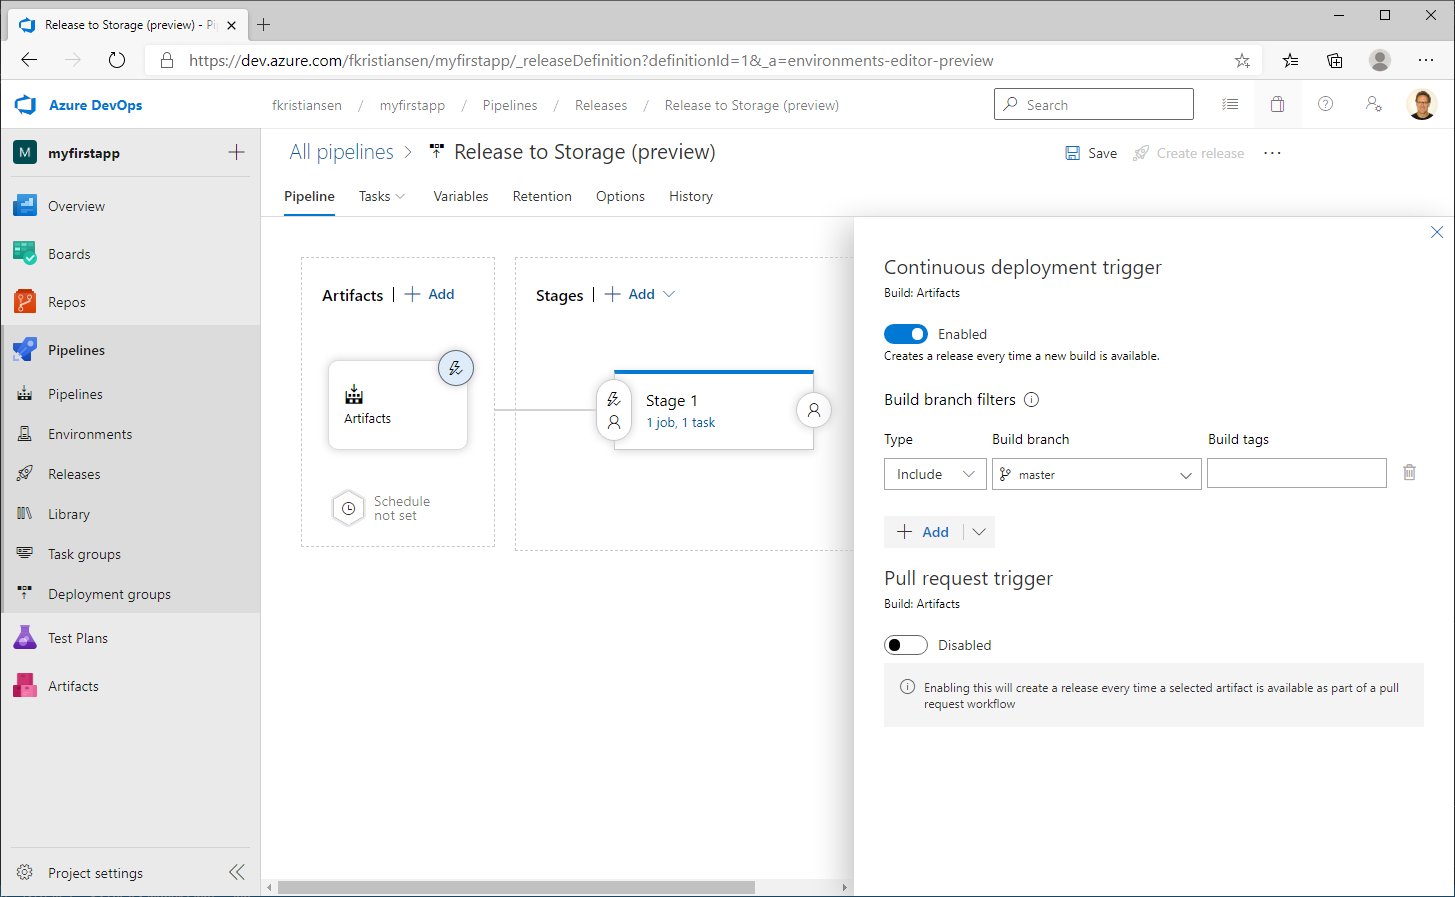 Release to Storage (preview) - Pi
https://dev.azure.com/fkristiansen/myfirstapp/_releaseDefinition?definitionId=1&_a=environments-editor-preview
Azure DevOps
fkristiansen / myfirstapp / Pipelines / Releases / Release to Storage (preview)
Search
M myfirstapp
Overview
Boards
Repos
Pipelines
Pipelines
Environments
Releases
Library
Task groups
Deployment groups
Test Plans
Artifacts
Project settings
All pipelines > Release to Storage (preview)
Save
Create release
Pipeline Tasks Variables Retention Options History
Artifacts | + Add
Artifacts
Schedule
not set
Stages | + Add
Stage 1
1 job, 1 task
Continuous deployment trigger
Build: Artifacts
Enabled
Creates a release every time a new build is available.
Build branch filters
Type Build branch Build tags
Include master
+ Add
Pull request trigger
Build: Artifacts
Disabled
Enabling this will create a release every time a selected artifact is available as part of a pull
request workflow